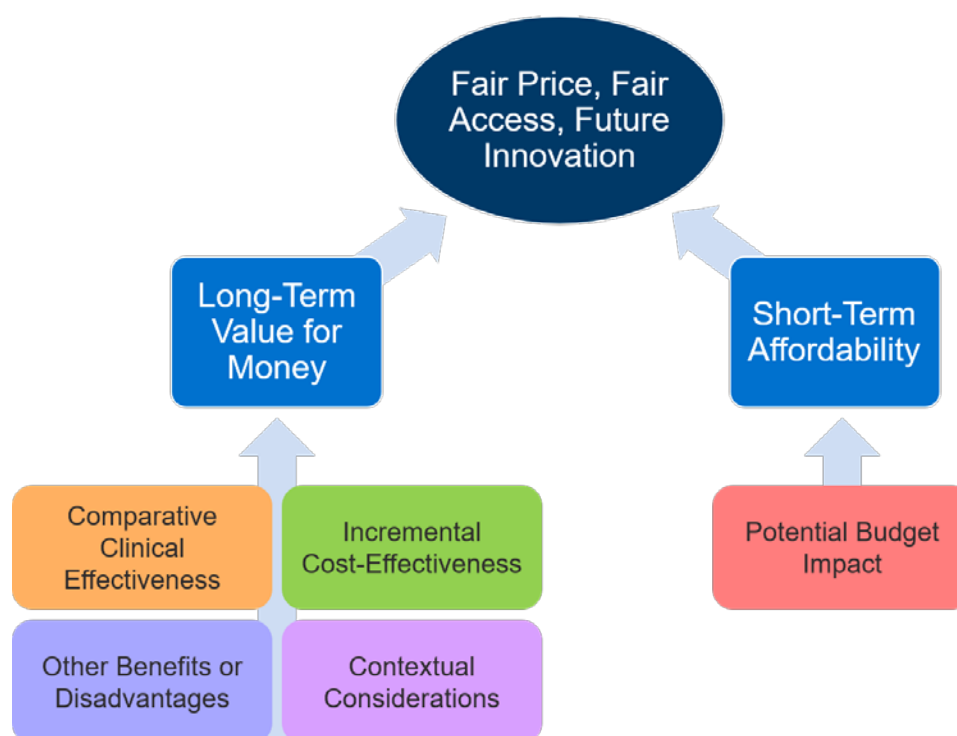 Fair Price, Fair
Access, Future
Innovation
Long-Term
Value for
Money
Short-Term
Affordability
Comparative
Clinical
Effectiveness
Incremental
Cost-Effectiveness
Potential Budget
Impact
Other Benefits or
Disadvantages
Contextual
Considerations